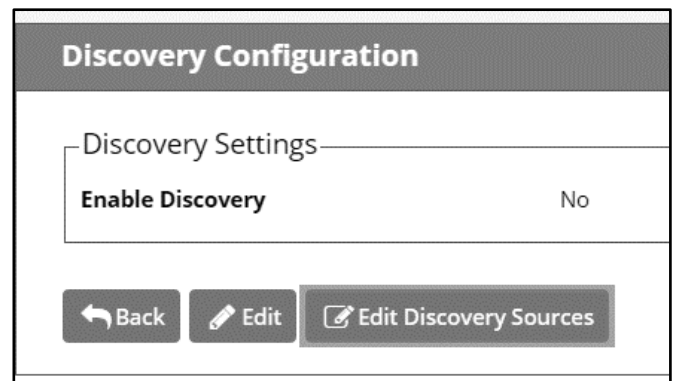 Discovery Configuration
Discovery Settings
Enable Discovery No
Back Edit Edit Discovery Sources